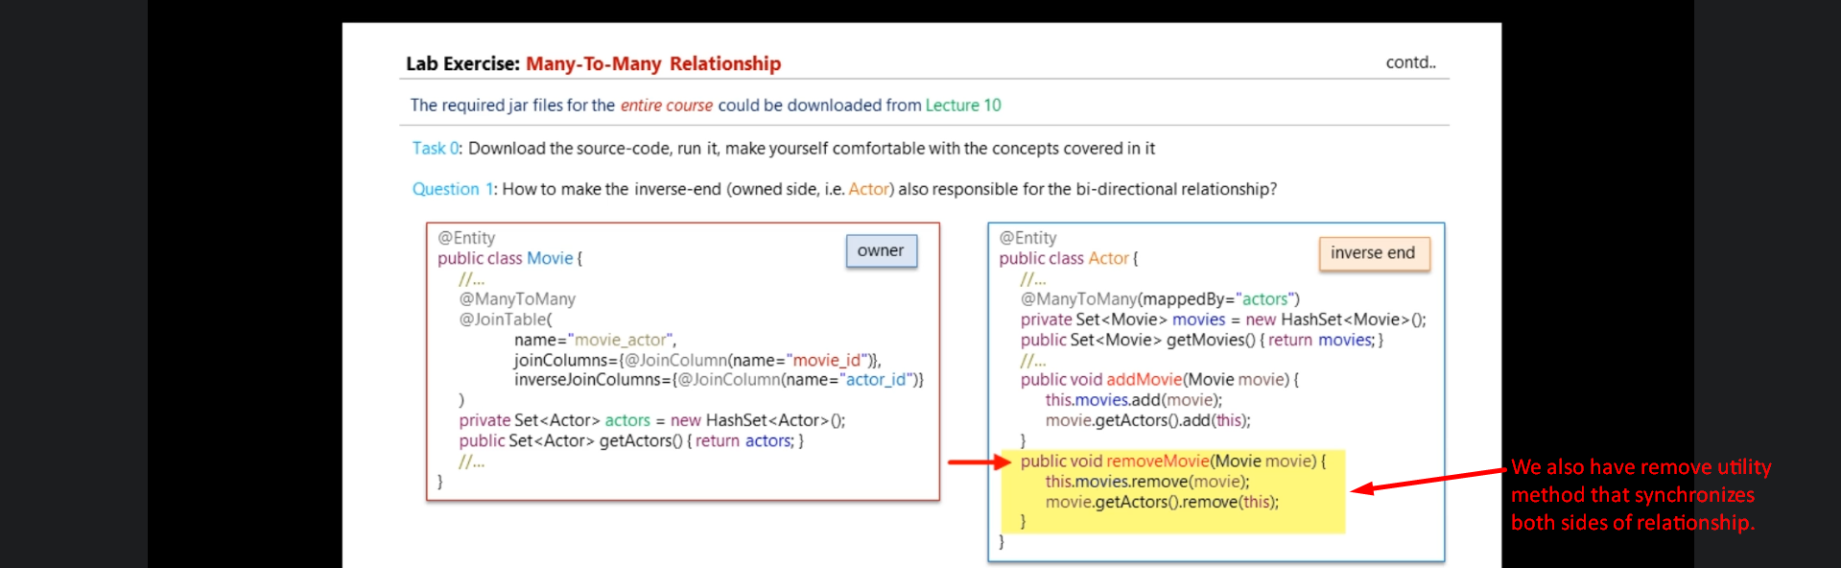 Lab Exercise: Many-To-Many Relationship
contd..
The required jar files for the entire course could be downloaded from Lecture 10
Task 0: Download the source-code, run it, make yourself comfortable with the concepts covered in it
Question 1: How to make the inverse-end (owned side, i.e. Actor) also responsible for the bi-directional relationship?
@Entity
owner
public class Movie {
//...
@ManyToMany
@JoinTable(
name="movie_actor",
joinColumns={@JoinColumn(name="movie_id")},
inverseJoinColumns={@JoinColumn(name="actor_id")}
)
private Set<Actor> actors = new HashSet<Actor>();
public Set<Actor> getActors() { return actors; }
//...
}
@Entity
inverse end
public class Actor {
//...
@ManyToMany(mappedBy="actors")
private Set<Movie> movies = new HashSet<Movie>();
public Set<Movie> getMovies() { return movies; }
//...
public void addMovie(Movie movie) {
this.movies.add(movie);
movie.getActors().add(this);
}
public void removeMovie(Movie movie) {
this.movies.remove(movie);
movie.getActors().remove(this);
}
}
We also have remove utility
method that synchronizes
both sides of relationship.